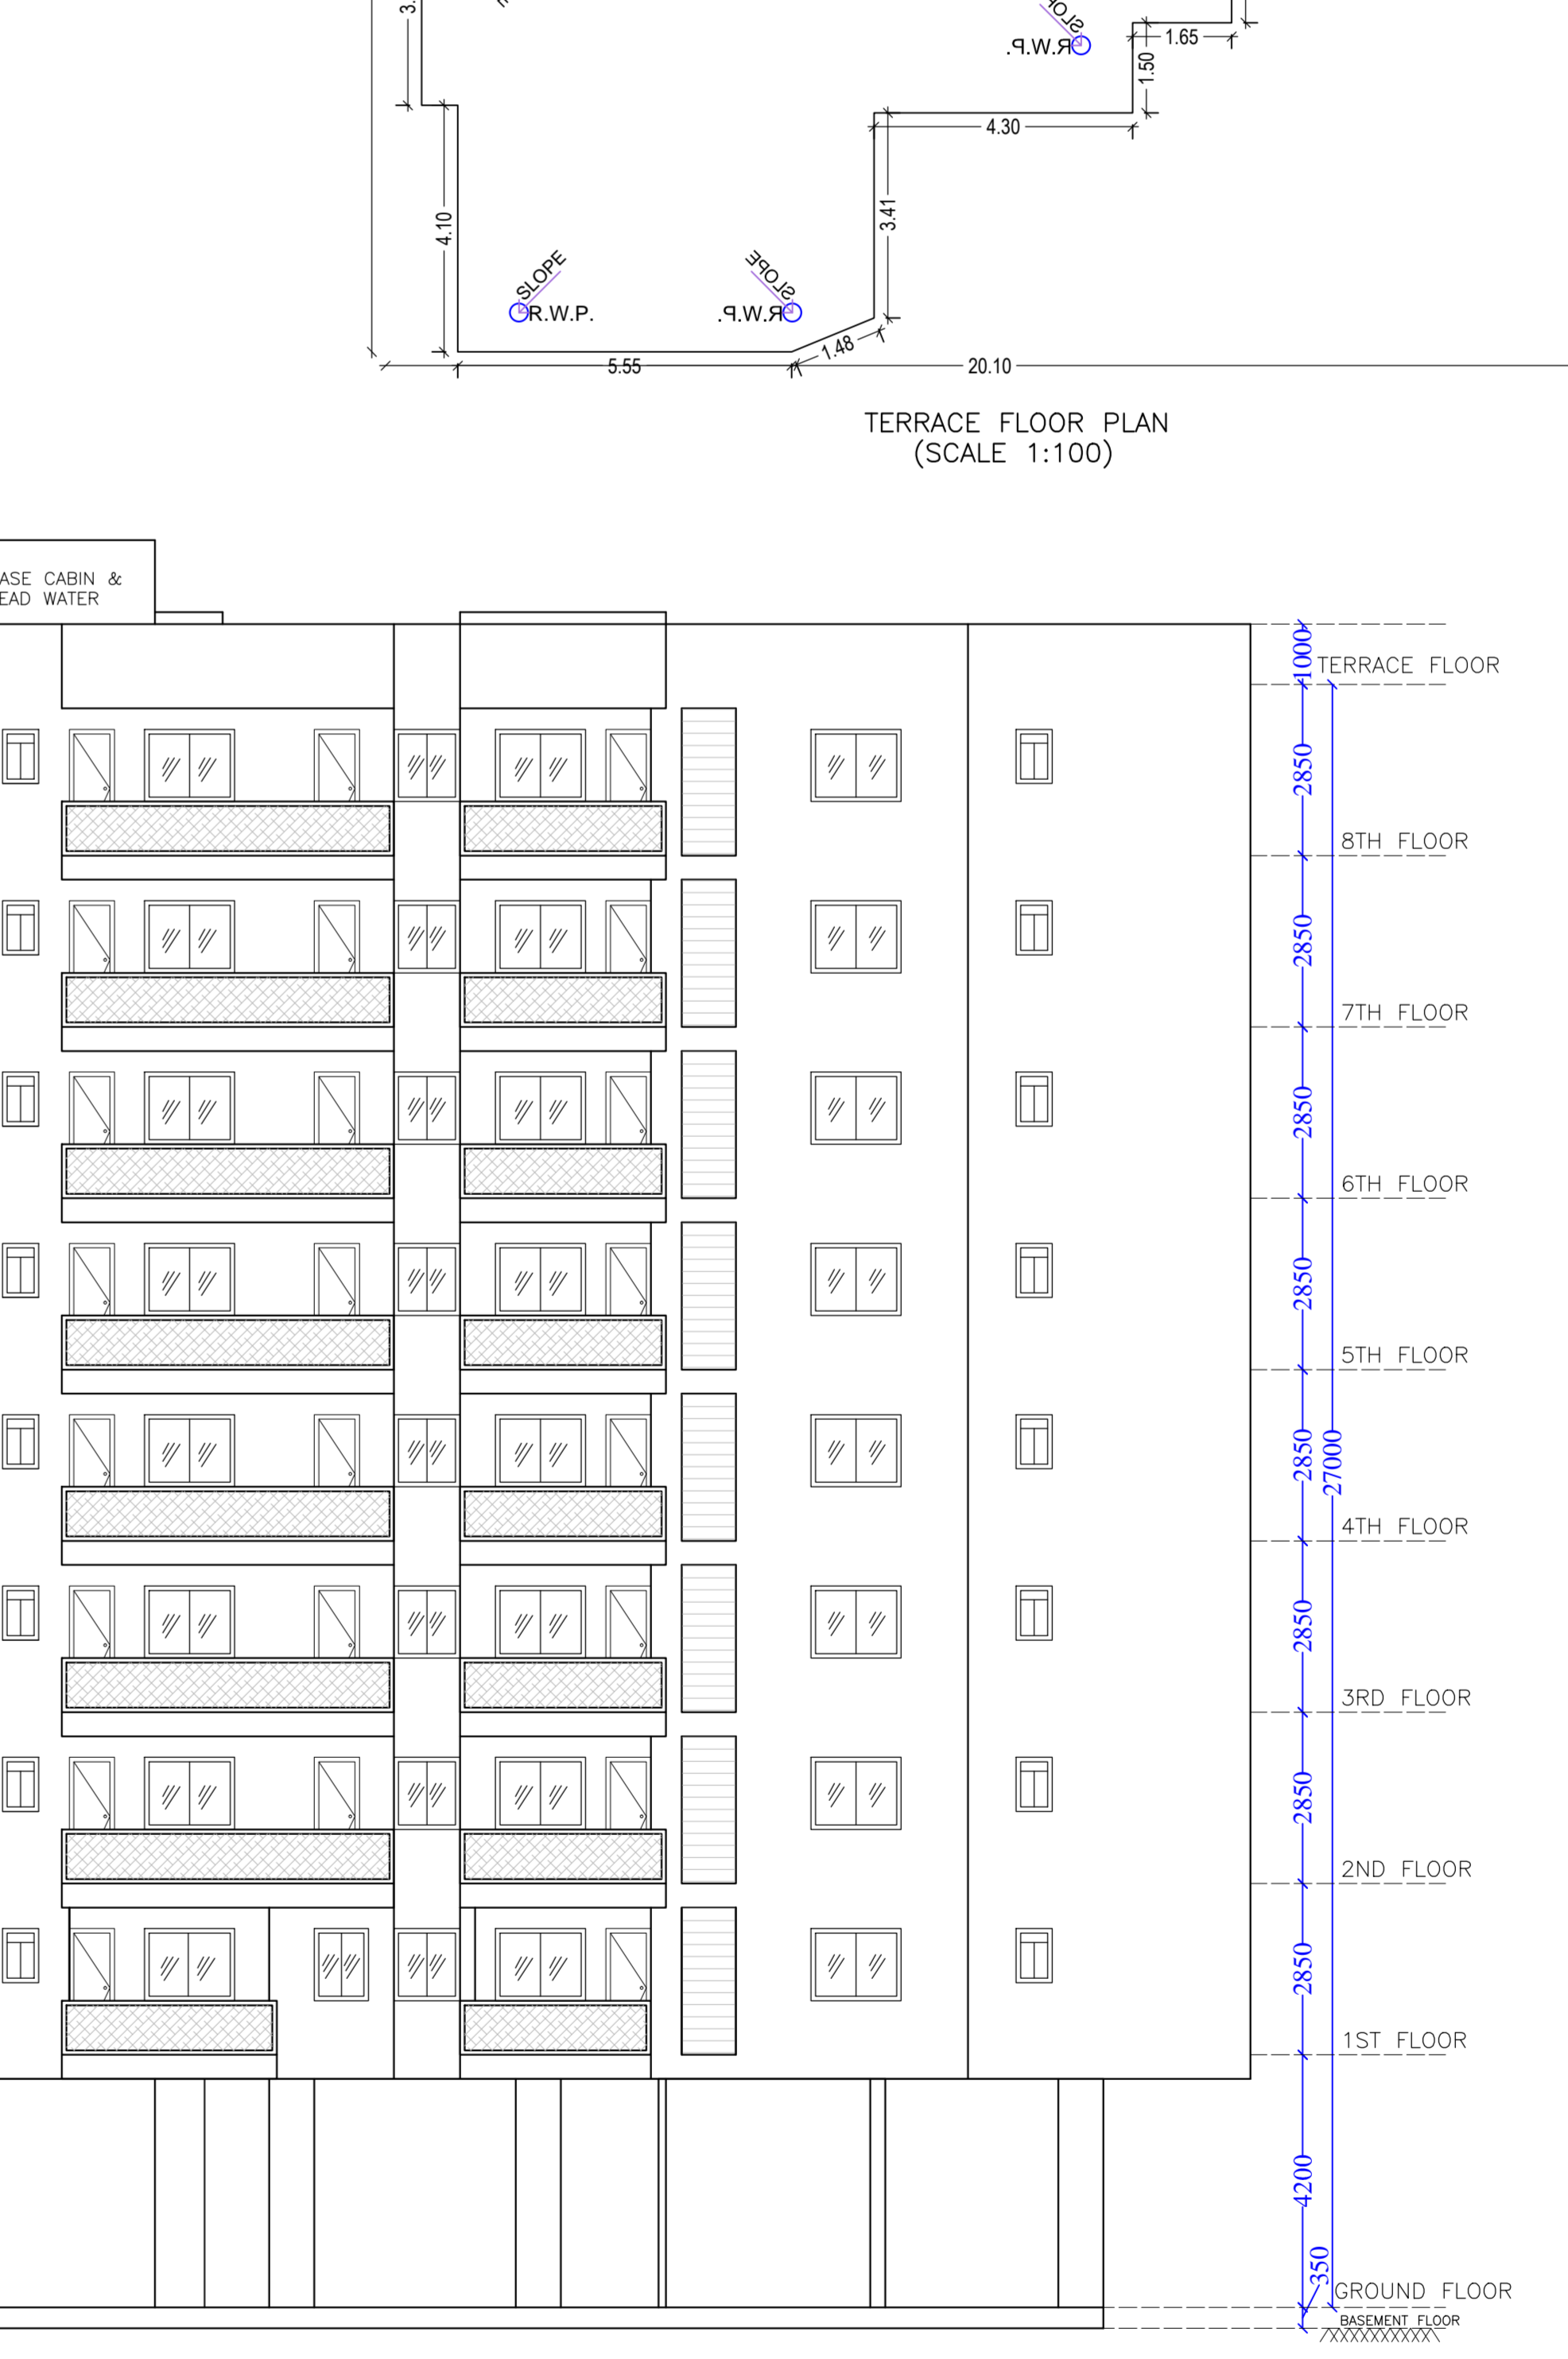 3.
SLOPE
R.W.P.
1.65
1.50
4.30
3.41
4.10
SLOPE
R.W.P.
SLOPE
R.W.P.
1.48
5.55
20.10
TERRACE FLOOR PLAN
(SCALE 1:100)
ASE CABIN &
EAD WATER
1000
TERRACE FLOOR
2850
8TH FLOOR
2850
7TH FLOOR
2850
6TH FLOOR
2850
5TH FLOOR
2850
27000
4TH FLOOR
2850
3RD FLOOR
2850
2ND FLOOR
2850
1ST FLOOR
4200
350
GROUND FLOOR
BASEMENT FLOOR